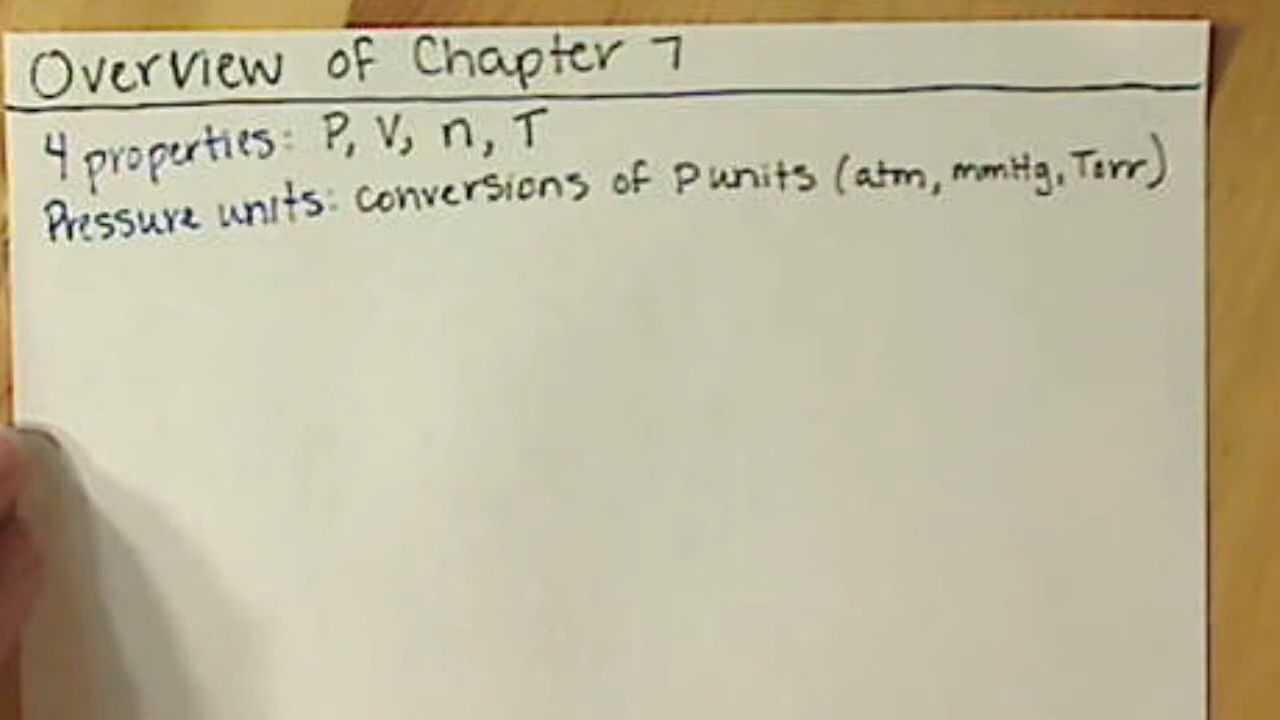 Overview of Chapter 7
4 properties: P, V, n, T
Pressure units: conversions of P units (atm, mmHg, Torr)